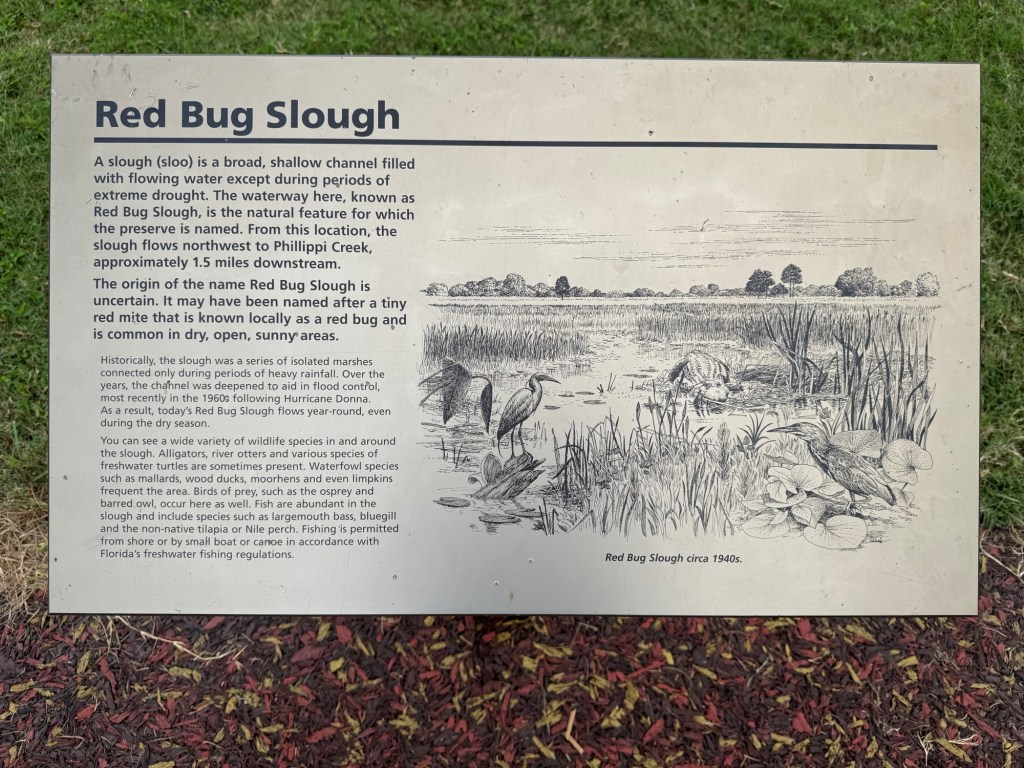 Red Bug Slough
A slough (sloo) is a broad, shallow channel filled
with flowing water except during periods of
extreme drought. The waterway here, known as
Red Bug Slough, is the natural feature for which
the preserve is named. From this location, the
slough flows northwest to Phillippi Creek,
approximately 1.5 miles downstream.
The origin of the name Red Bug Slough is
uncertain. It may have been named after a tiny
red mite that is known locally as a red bug and
is common in dry, open, sunny areas.
Historically, the slough was a series of isolated marshes
connected only during periods of heavy rainfall. Over the
years, the channel was deepened to aid in flood control,
most recently in the 1960s following Hurricane Donna.
As a result, today's Red Bug Slough flows year-round, even
during the dry season.
You can see a wide variety of wildlife species in and around
the slough. Alligators, river otters and various species of
freshwater turtles are sometimes present. Waterfowl species
such as mallards, wood ducks, moorhens and even limpkins
frequent the area. Birds of prey, such as the osprey and
barred owl, occur here as well. Fish are abundant in the
slough and include species such as largemouth bass, bluegill
and the non-native tilapia or Nile perch. Fishing is permitted
from shore or by small boat or canoe in accordance with
Florida's freshwater fishing regulations.
Red Bug Slough circa 1940s.